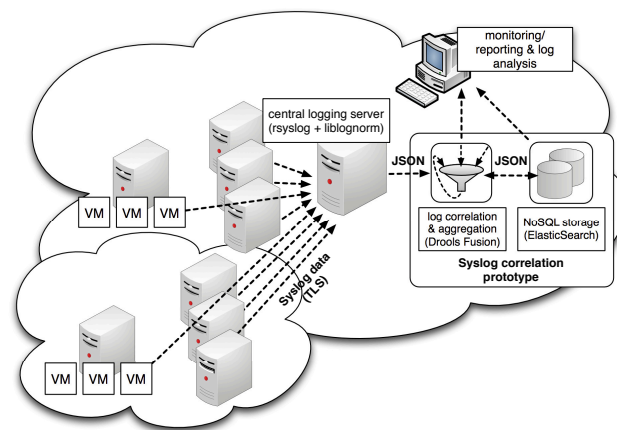 monitoring/
reporting & log
analysis
central logging server
(rsyslog + liblognorm)
JSON
JSON
VM
VM
VM
log correlation
& aggregation
(Drools Fusion)
NoSQL storage
(ElasticSearch)
Syslog correlation
prototype
Syslog data
(TLS)
VM
VM
VM